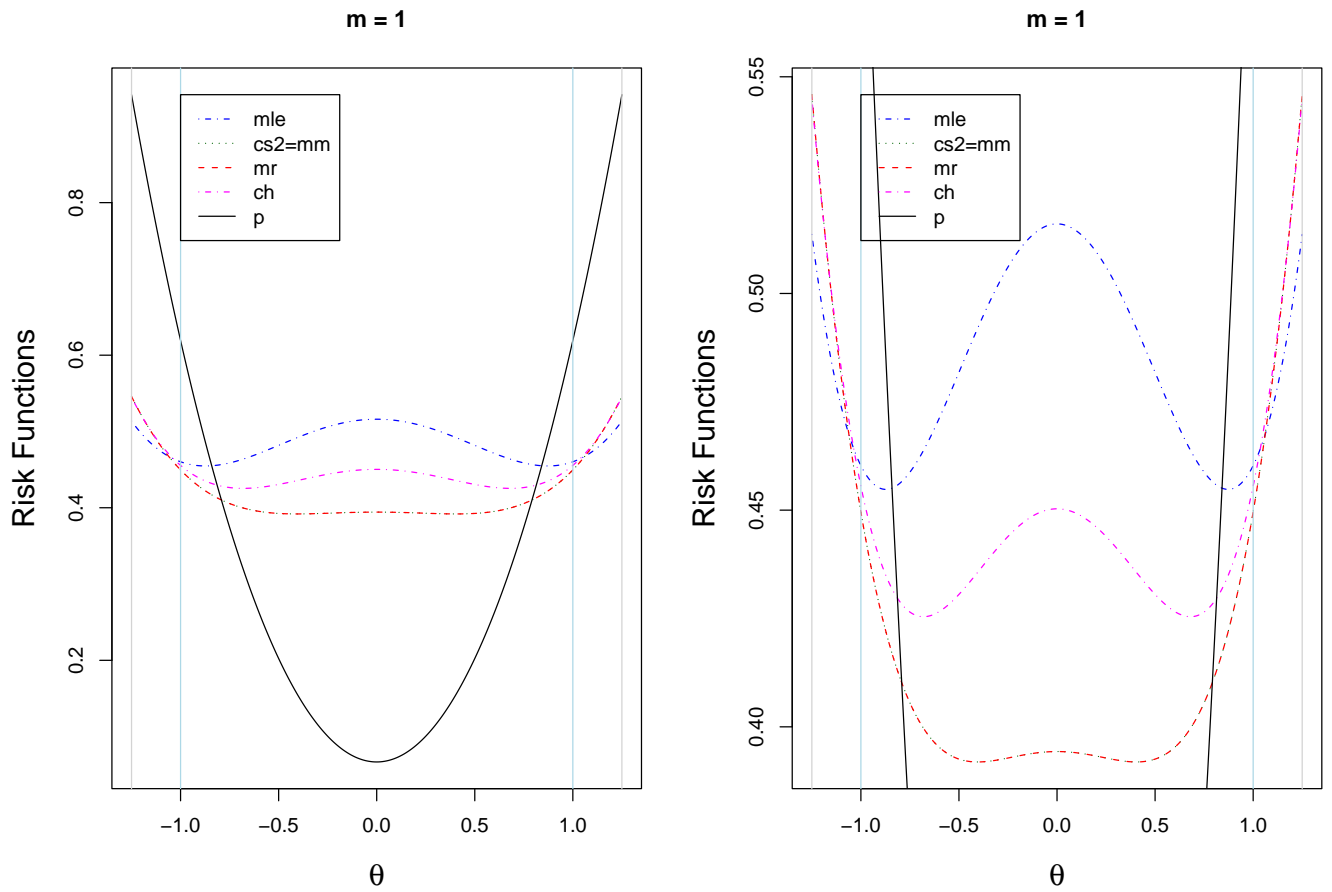 m = 1
Risk Functions
0.8
0.6
0.4
0.2
mle
cs2=mm
mr
ch
p
−1.0
−0.5
0.0
0.5
1.0
θ
m = 1
Risk Functions
0.55
0.50
0.45
0.40
mle
cs2=mm
mr
ch
p
−1.0
−0.5
0.0
0.5
1.0
θ